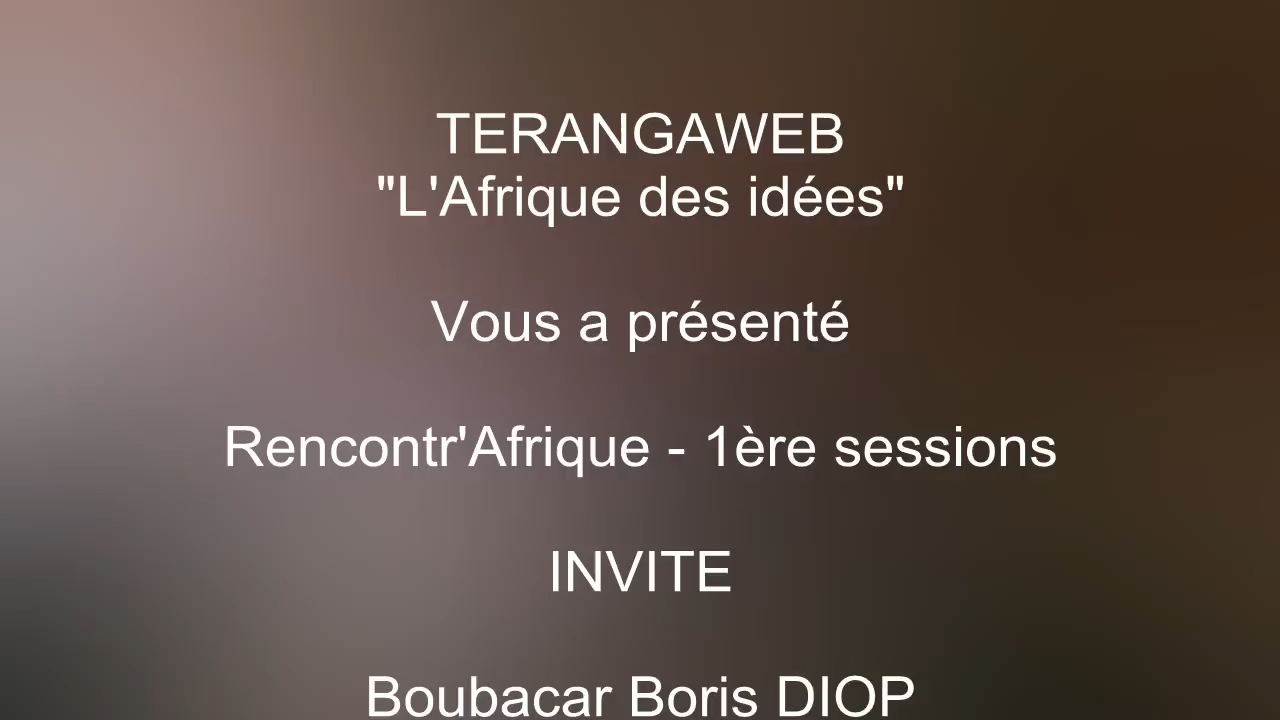 TERANGAWEB
"L'Afrique des idées"
Vous a présenté
Rencontr'Afrique - 1ère sessions
INVITE
Boubacar Boris DIOP